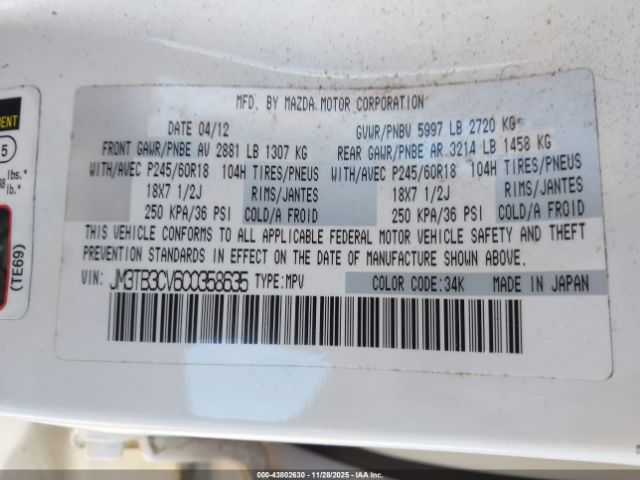 MFD. BY MAZDA MOTOR CORPORATION
DATE 04/12 GVWR/PNBV 5997 LB 2720 KG
FRONT GAWR/PNBE AV 2881 LB 1307 KG REAR GAWR/PNBE AR 3214 LB 1458 KG
WITH/AVEC P245/60R18 104H TIRES/PNEUS WITH/AVEC P245/60R18 104H TIRES/PNEUS
18X7 1/2J RIMS/JANTES 18X7 1/2J RIMS/JANTES
250 KPA/36 PSI COLD/A FROID 250 KPA/36 PSI COLD/A FROID
THIS VEHICLE CONFORMS TO ALL APPLICABLE FEDERAL MOTOR VEHICLE SAFETY AND THEFT
PREVENTION STANDARDS IN EFFECT ON THE DATE OF MANUFACTURE SHOWN ABOVE.
VIN: JM3TB3CV6C0358635 TYPE:MPV COLOR CODE:34K MADE IN JAPAN
5
lbs.*
lb.*
(TE69)
000-43802630 11/28/2025 IAAI.COM